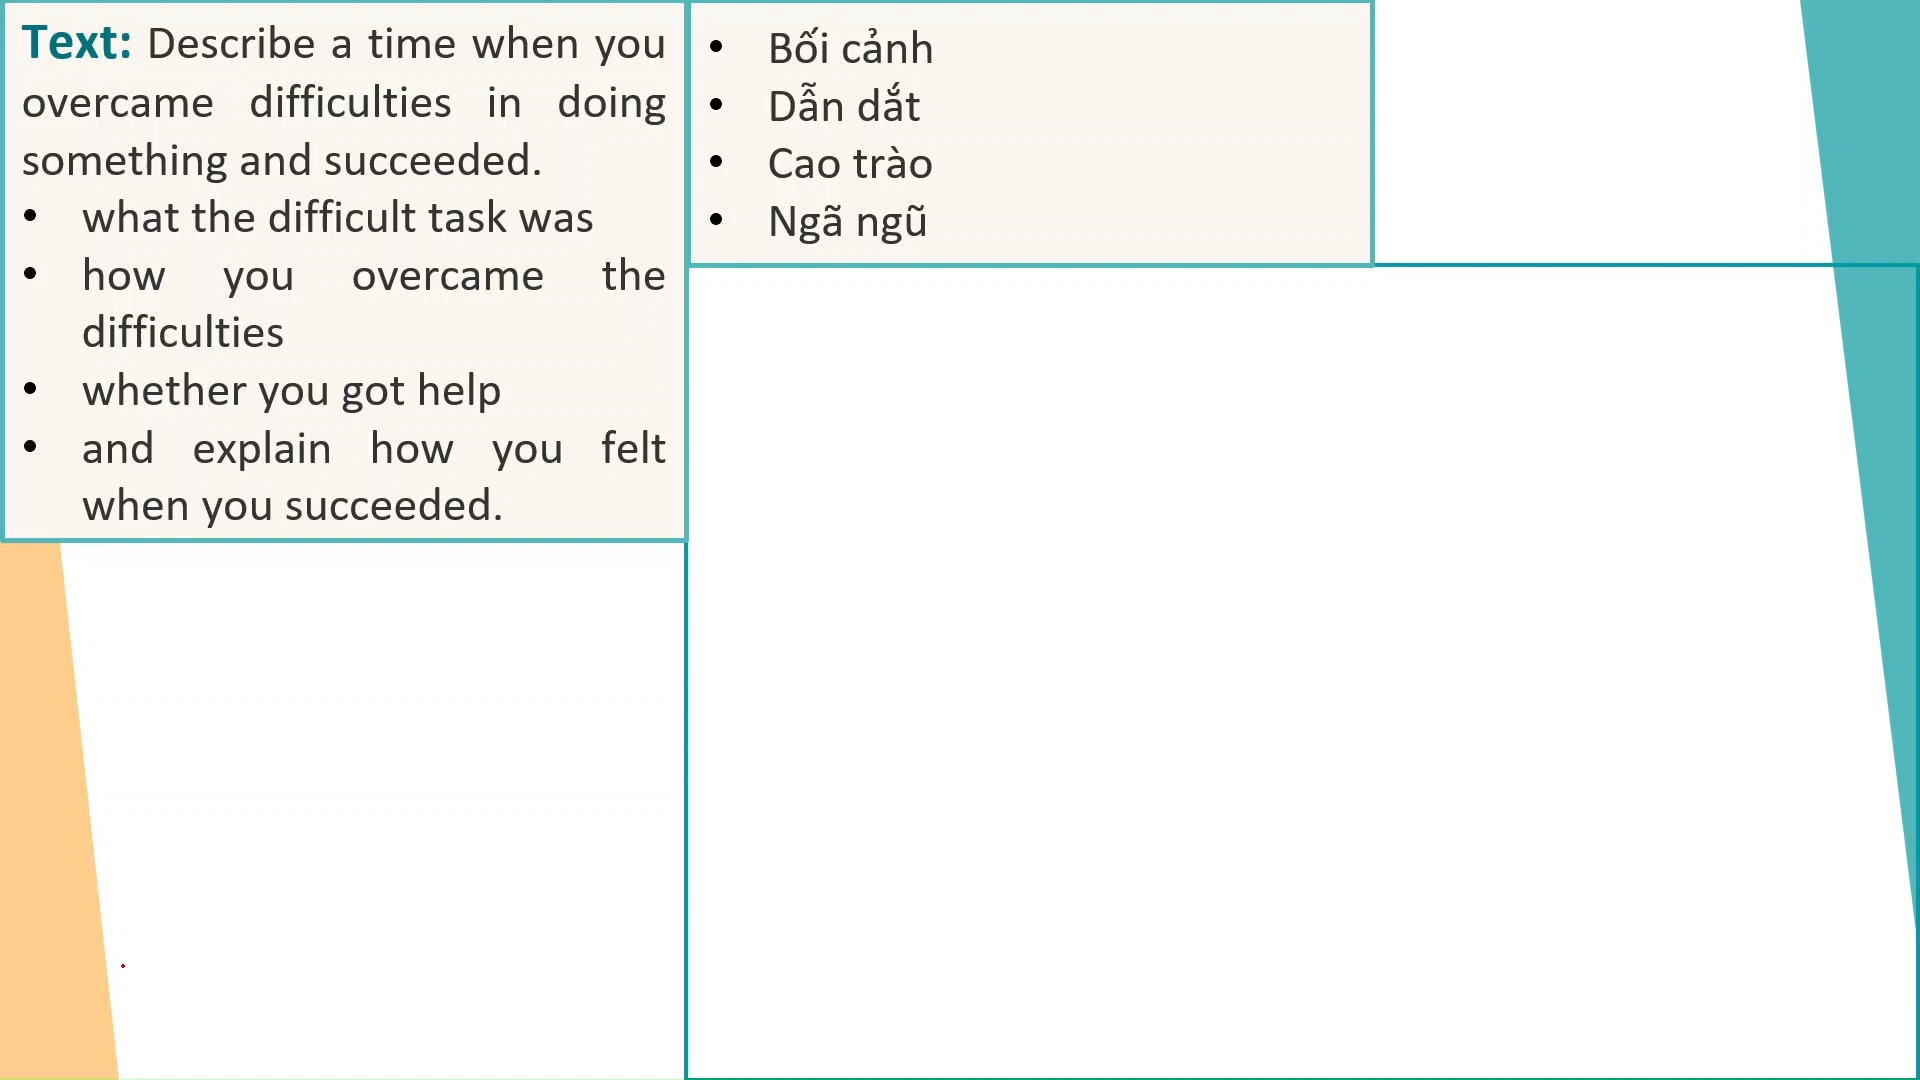 Text: Describe a time when you
overcame difficulties in doing
something and succeeded.
• what the difficult task was
• how you overcame the
difficulties
• whether you got help
• and explain how you felt
when you succeeded.
• Bối cảnh
• Dẫn dắt
• Cao trào
• Ngã ngũ